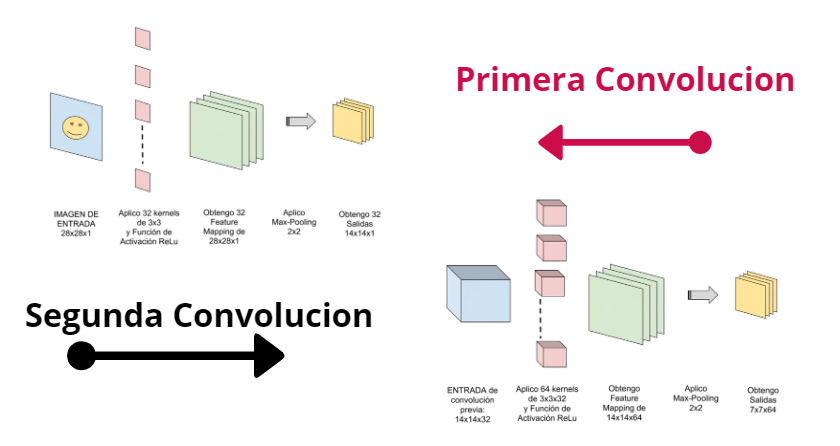 Primera Convolucion
IMAGEN DE
ENTRADA
28x28x1
Aplico 32 kernels
de 3x3
y Función de
Activación ReLu
Obtengo 32
Feature
Mapping de
28x28x1
Aplico
Max-Pooling
2x2
Obtengo 32
Salidas
14x14x1
Segunda Convolucion
ENTRADA de
convolución
previa:
14x14x32
Aplico 64 kernels
de 3x3x32
y Función de
Activación ReLu
Obtengo
Feature
Mapping de
14x14x64
Aplico
Max-Pooling
2x2
Obtengo
Salidas
7x7x64